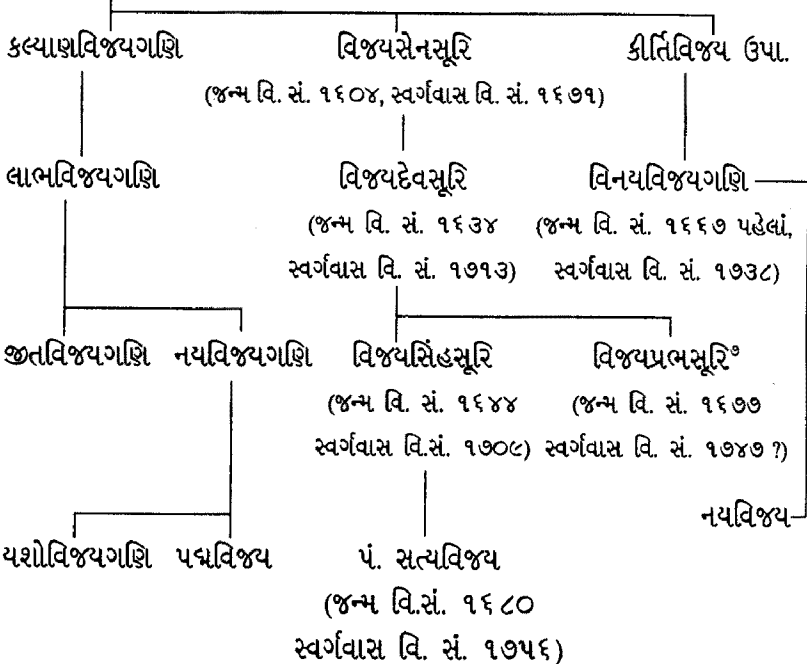 કલ્યાણવિજયગણિ વિજયસેનસૂરિ કીર્તિવિજય ઉપા.
(જન્મ વિ. સં. ૧૬૦૪, સ્વર્ગવાસ વિ. સં. ૧૬૭૧)
લાભવિજયગણિ વિજયદેવસૂરિ વિનયવિજયગણિ
(જન્મ વિ. સં. ૧૬૩૪ (જન્મ વિ. સં. ૧૬૬૭ પહેલાં,
સ્વર્ગવાસ વિ. સં. ૧૭૧૩) સ્વર્ગવાસ વિ. સં. ૧૭૩૮)
જીતવિજયગણિ નયવિજયગણિ વિજયસિંહસૂરિ વિજયપ્રભસૂરિ૭
(જન્મ વિ. સં. ૧૬૪૪ (જન્મ વિ. સં. ૧૬૭૭
સ્વર્ગવાસ વિ.સં. ૧૭૦૯) સ્વર્ગવાસ વિ. સં. ૧૭૪૭ ?)
નયવિજય
યશોવિજયગણિ પદ્મવિજય પં. સત્યવિજય
(જન્મ વિ.સં. ૧૬૮૦
સ્વર્ગવાસ વિ. સં. ૧૭૫૬)